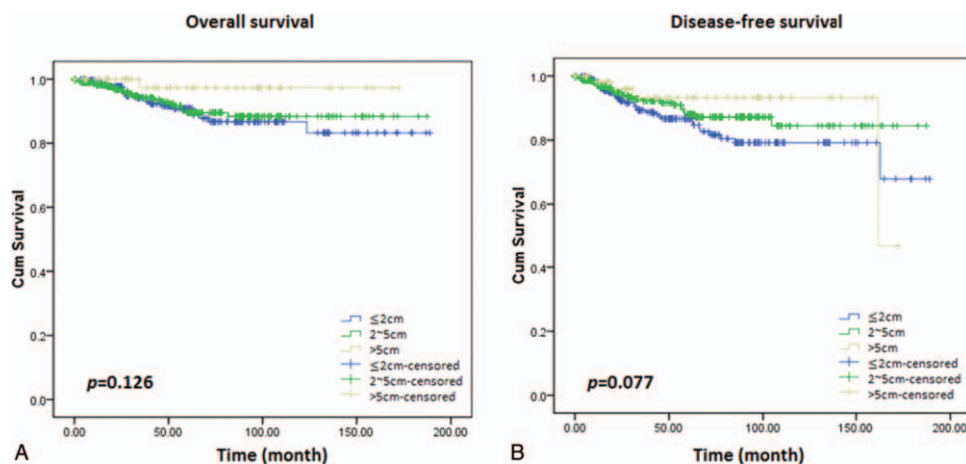 Overall survival
Disease-free survival
1.0
0.8
0.6
0.4
0.2
0.0
Cum Survival
≤2cm
2~5cm
>5cm
≤2cm-censored
2~5cm-censored
>5cm-censored
p=0.126
0.00 50.00 100.00 150.00 200.00
A
Time (month)
1.0
0.8
0.6
0.4
0.2
0.0
Cum Survival
≤2cm
2~5cm
>5cm
≤2cm-censored
2~5cm-censored
>5cm-censored
p=0.077
0.00 50.00 100.00 150.00 200.00
B
Time (month)